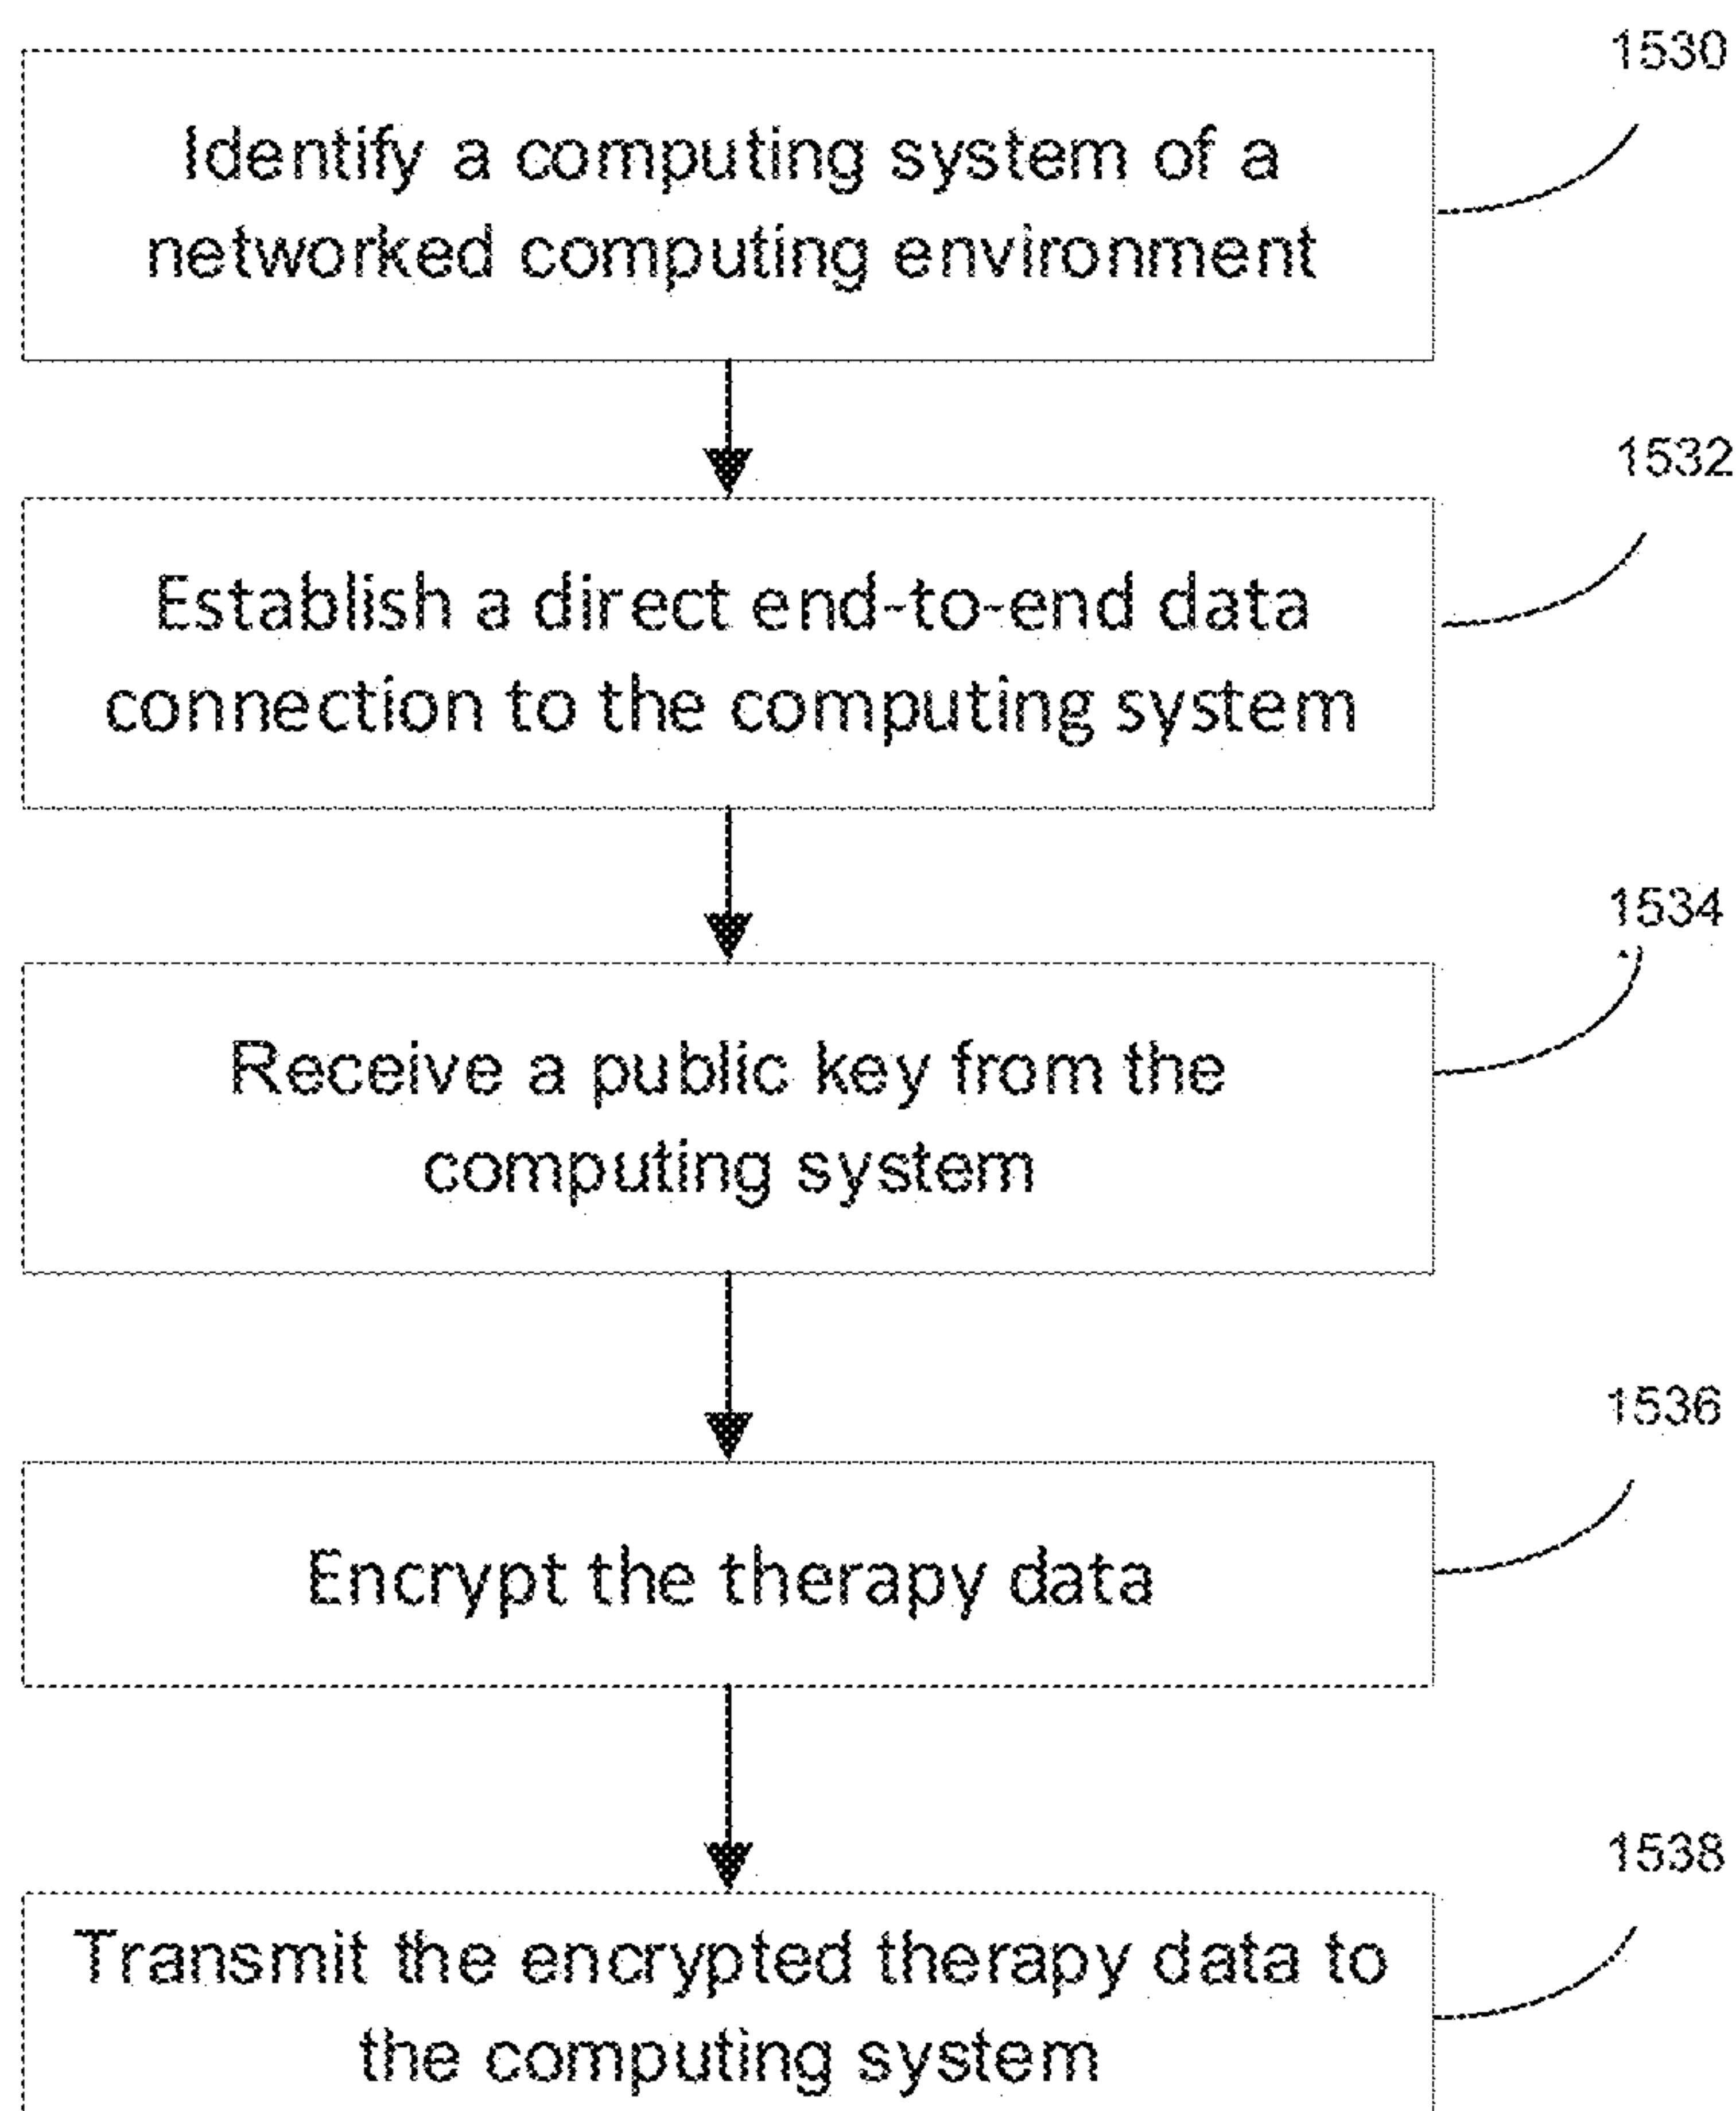 1530
Identify a computing system of a
networked computing environment
1532
Establish a direct end-to-end data
connection to the computing system
1534
Receive a public key from the
computing system
1536
Encrypt the therapy data
1538
Transmit the encrypted therapy data to
the computing system